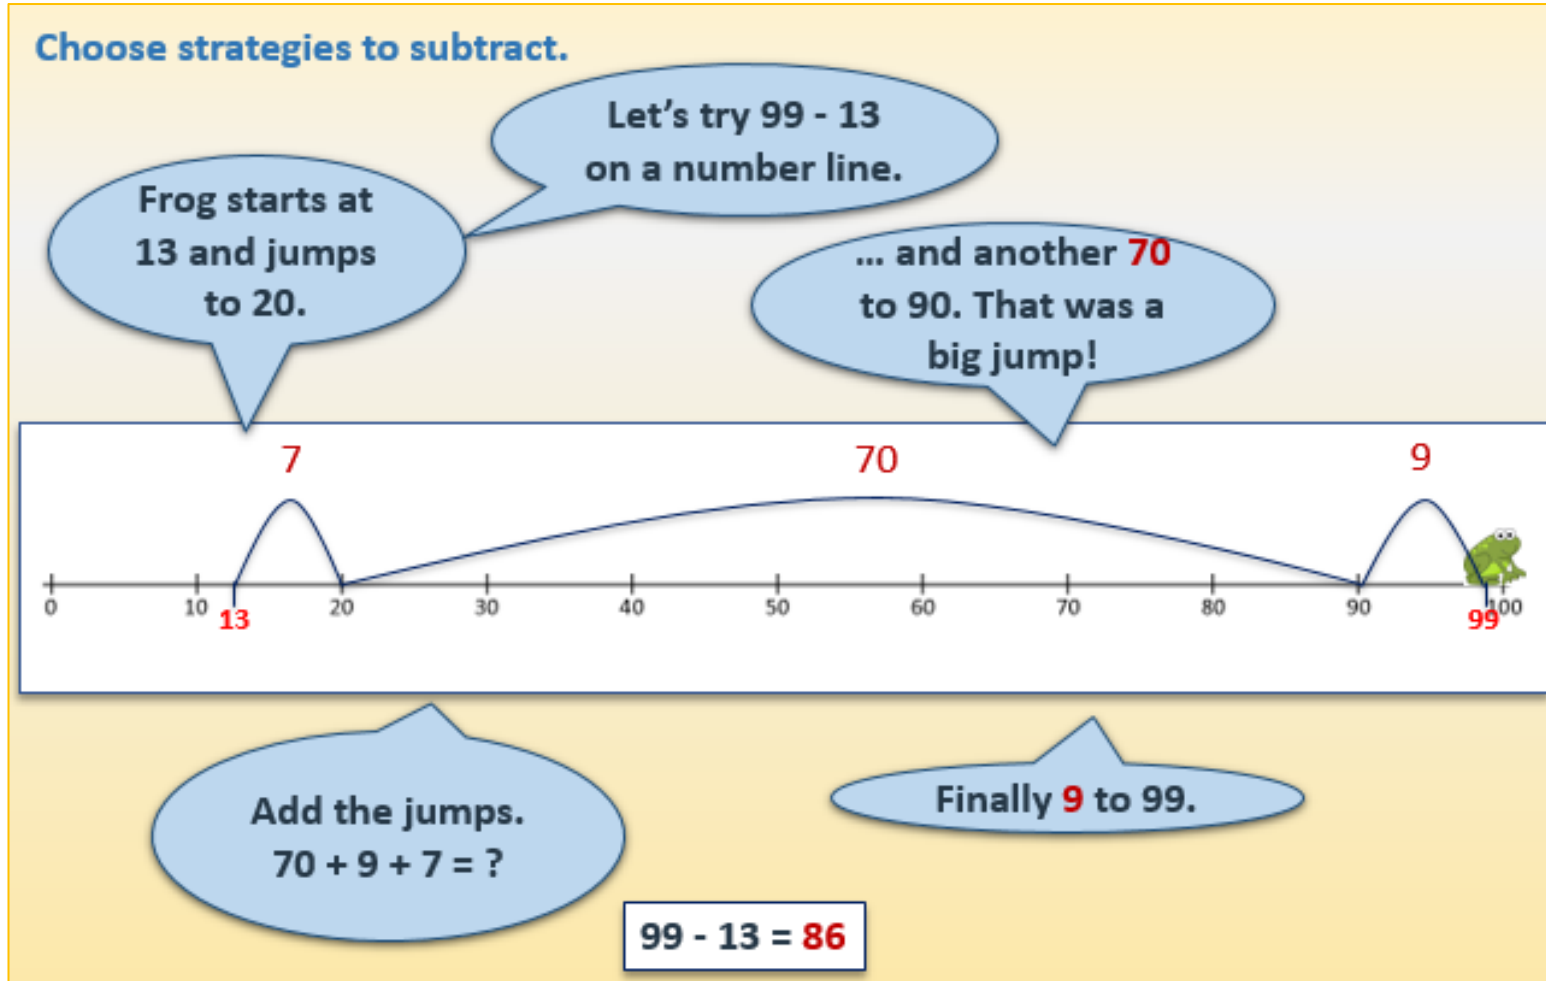 Choose strategies to subtract.
Let's try 99 - 13
on a number line.
Frog starts at
13 and jumps
to 20.
... and another 70
to 90. That was a
big jump!
7 70 9
0 10 20 30 40 50 60 70 80 90 100
13 99
Add the jumps.
70 + 9 + 7 = ?
Finally 9 to 99.
99 - 13 = 86